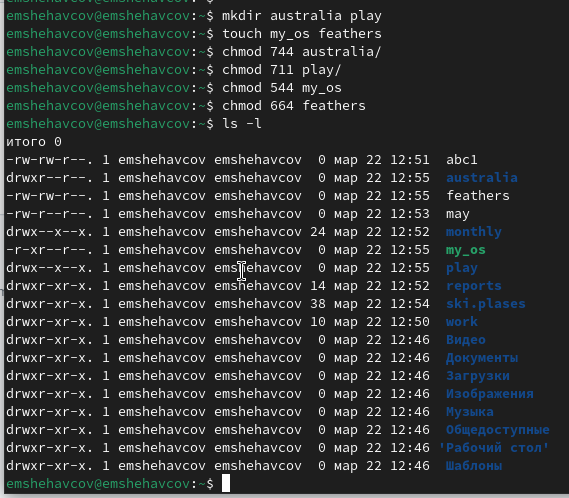 emshehavcov@emshehavcov:~$ mkdir australia play
emshehavcov@emshehavcov:~$ touch my_os feathers
emshehavcov@emshehavcov:~$ chmod 744 australia/
emshehavcov@emshehavcov:~$ chmod 711 play/
emshehavcov@emshehavcov:~$ chmod 544 my_os
emshehavcov@emshehavcov:~$ chmod 664 feathers
emshehavcov@emshehavcov:~$ ls -l
итого 0
-rw-rw-r--. 1 emshehavcov emshehavcov  0 мар 22 12:51  abc1
drwxr--r--. 1 emshehavcov emshehavcov  0 мар 22 12:55  australia
-rw-rw-r--. 1 emshehavcov emshehavcov  0 мар 22 12:55  feathers
-rw-r--r--. 1 emshehavcov emshehavcov  0 мар 22 12:53  may
drwx--x--x. 1 emshehavcov emshehavcov 24 мар 22 12:52  monthly
-r-xr--r--. 1 emshehavcov emshehavcov  0 мар 22 12:55  my_os
drwx--x--x. 1 emshehavcov emshehavcov  0 мар 22 12:55  play
drwxr-xr-x. 1 emshehavcov emshehavcov 14 мар 22 12:52  reports
drwxr-xr-x. 1 emshehavcov emshehavcov 38 мар 22 12:54  ski.plases
drwxr-xr-x. 1 emshehavcov emshehavcov 10 мар 22 12:50  work
drwxr-xr-x. 1 emshehavcov emshehavcov  0 мар 22 12:46  Видео
drwxr-xr-x. 1 emshehavcov emshehavcov  0 мар 22 12:46  Документы
drwxr-xr-x. 1 emshehavcov emshehavcov  0 мар 22 12:46  Загрузки
drwxr-xr-x. 1 emshehavcov emshehavcov  0 мар 22 12:46  Изображения
drwxr-xr-x. 1 emshehavcov emshehavcov  0 мар 22 12:46  Музыка
drwxr-xr-x. 1 emshehavcov emshehavcov  0 мар 22 12:46  Общедоступные
drwxr-xr-x. 1 emshehavcov emshehavcov  0 мар 22 12:46 'Рабочий стол'
drwxr-xr-x. 1 emshehavcov emshehavcov  0 мар 22 12:46  Шаблоны
emshehavcov@emshehavcov:~$